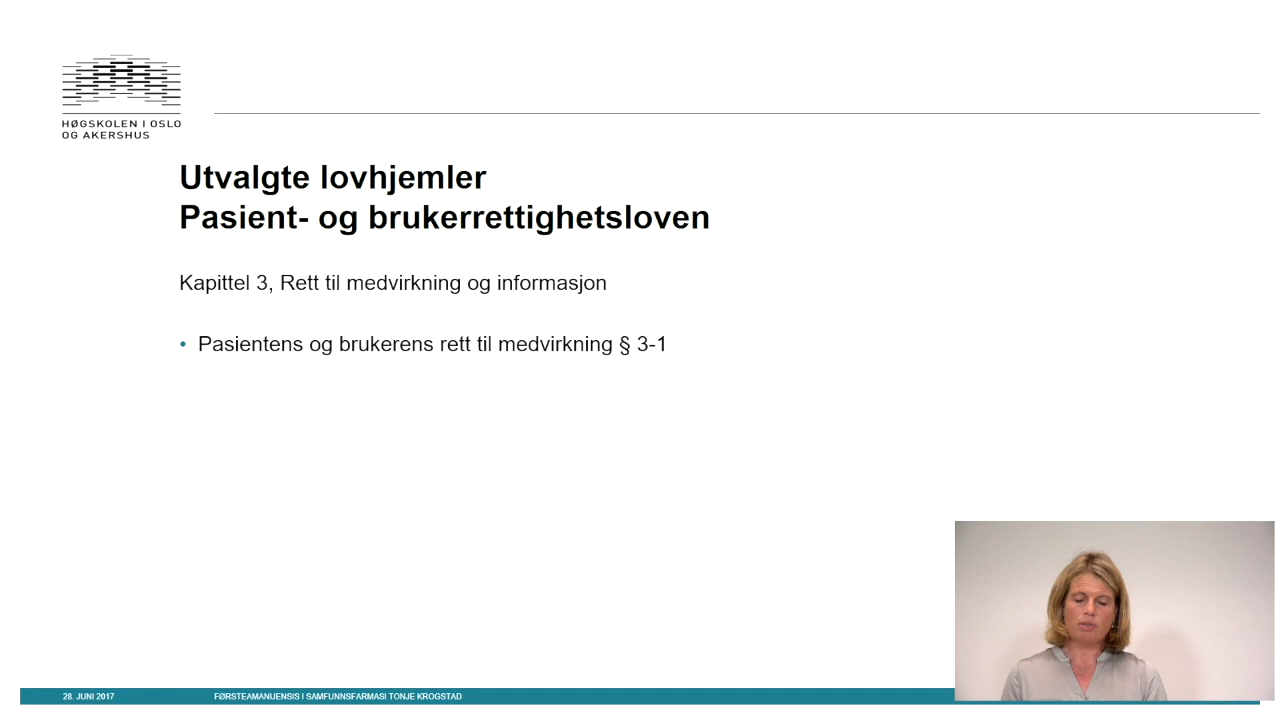 HØGSKOLEN I OSLO
OG AKERSHUS
Utvalgte lovhjemler
Pasient- og brukerrettighetsloven
Kapittel 3, Rett til medvirkning og informasjon
• Pasientens og brukerens rett til medvirkning § 3-1
28. JUNI 2017
FØRSTEAMANUENSIS I SAMFUNNSFARMASI TONJE KROGSTAD